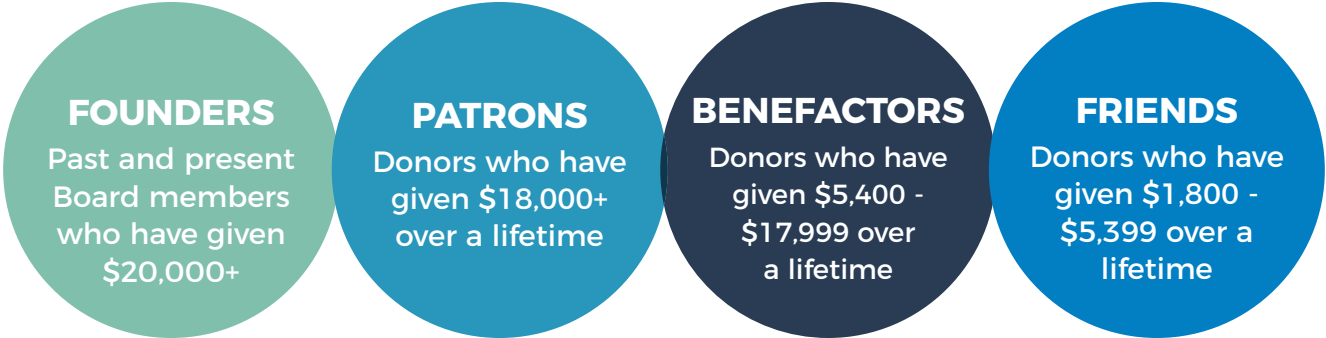 FOUNDERS
Past and present
Board members
who have given
$20,000+
PATRONS
Donors who have
given $18,000+
over a lifetime
BENEFACTORS
Donors who have
given $5,400 -
$17,999 over
a lifetime
FRIENDS
Donors who have
given $1,800 -
$5,399 over a
lifetime